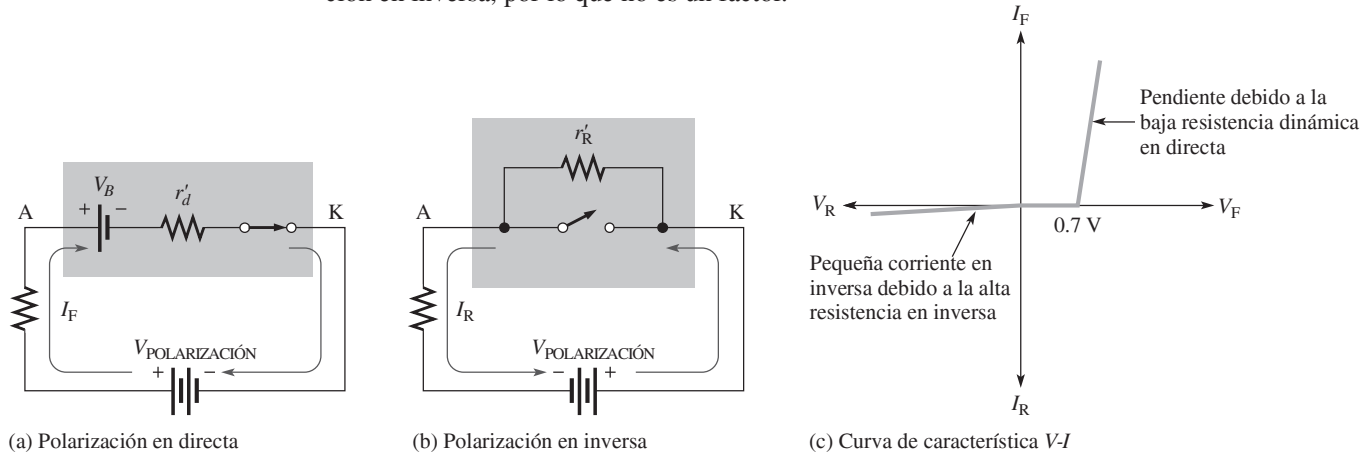 ción en inversa, por lo que no es un factor.
V_B
r'_d
A
K
I_F
V_POLARIZACIÓN
+ −
+ −
(a) Polarización en directa
r'_R
A
K
I_R
V_POLARIZACIÓN
− +
(b) Polarización en inversa
I_F
Pendiente debido a la
baja resistencia dinámica
en directa
V_R
V_F
0.7 V
Pequeña corriente en
inversa debido a la alta
resistencia en inversa
I_R
(c) Curva de característica V-I